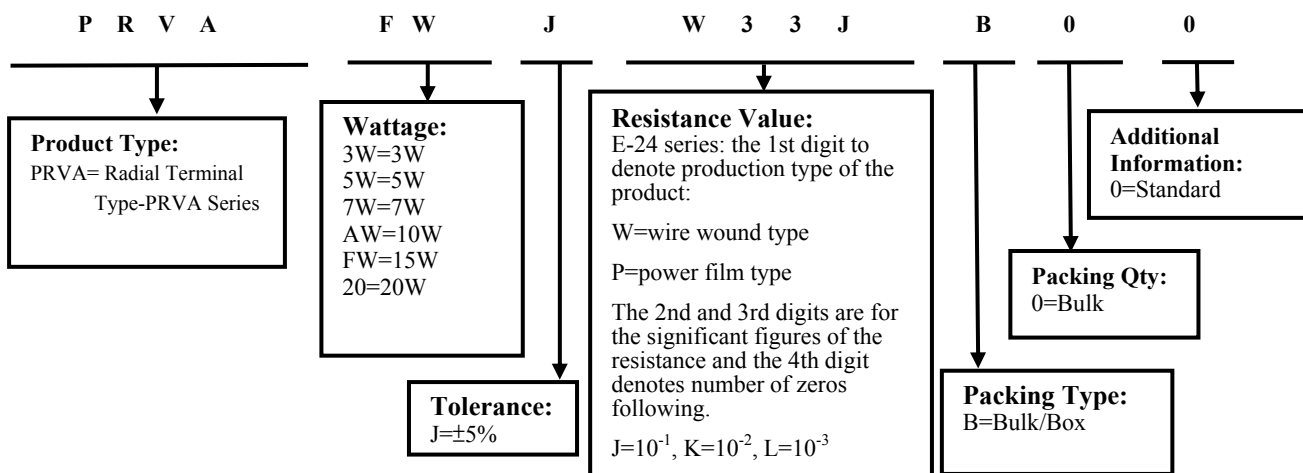 P R V A F W J W 3 3 J B 0 0
Product Type:
PRVA= Radial Terminal
Type-PRVA Series
Wattage:
3W=3W
5W=5W
7W=7W
AW=10W
FW=15W
20=20W
Tolerance:
J=±5%
Resistance Value:
E-24 series: the 1st digit to
denote production type of the
product:
W=wire wound type
P=power film type
The 2nd and 3rd digits are for
the significant figures of the
resistance and the 4th digit
denotes number of zeros
following.
J=10⁻¹, K=10⁻², L=10⁻³
Packing Type:
B=Bulk/Box
Packing Qty:
0=Bulk
Additional
Information:
0=Standard